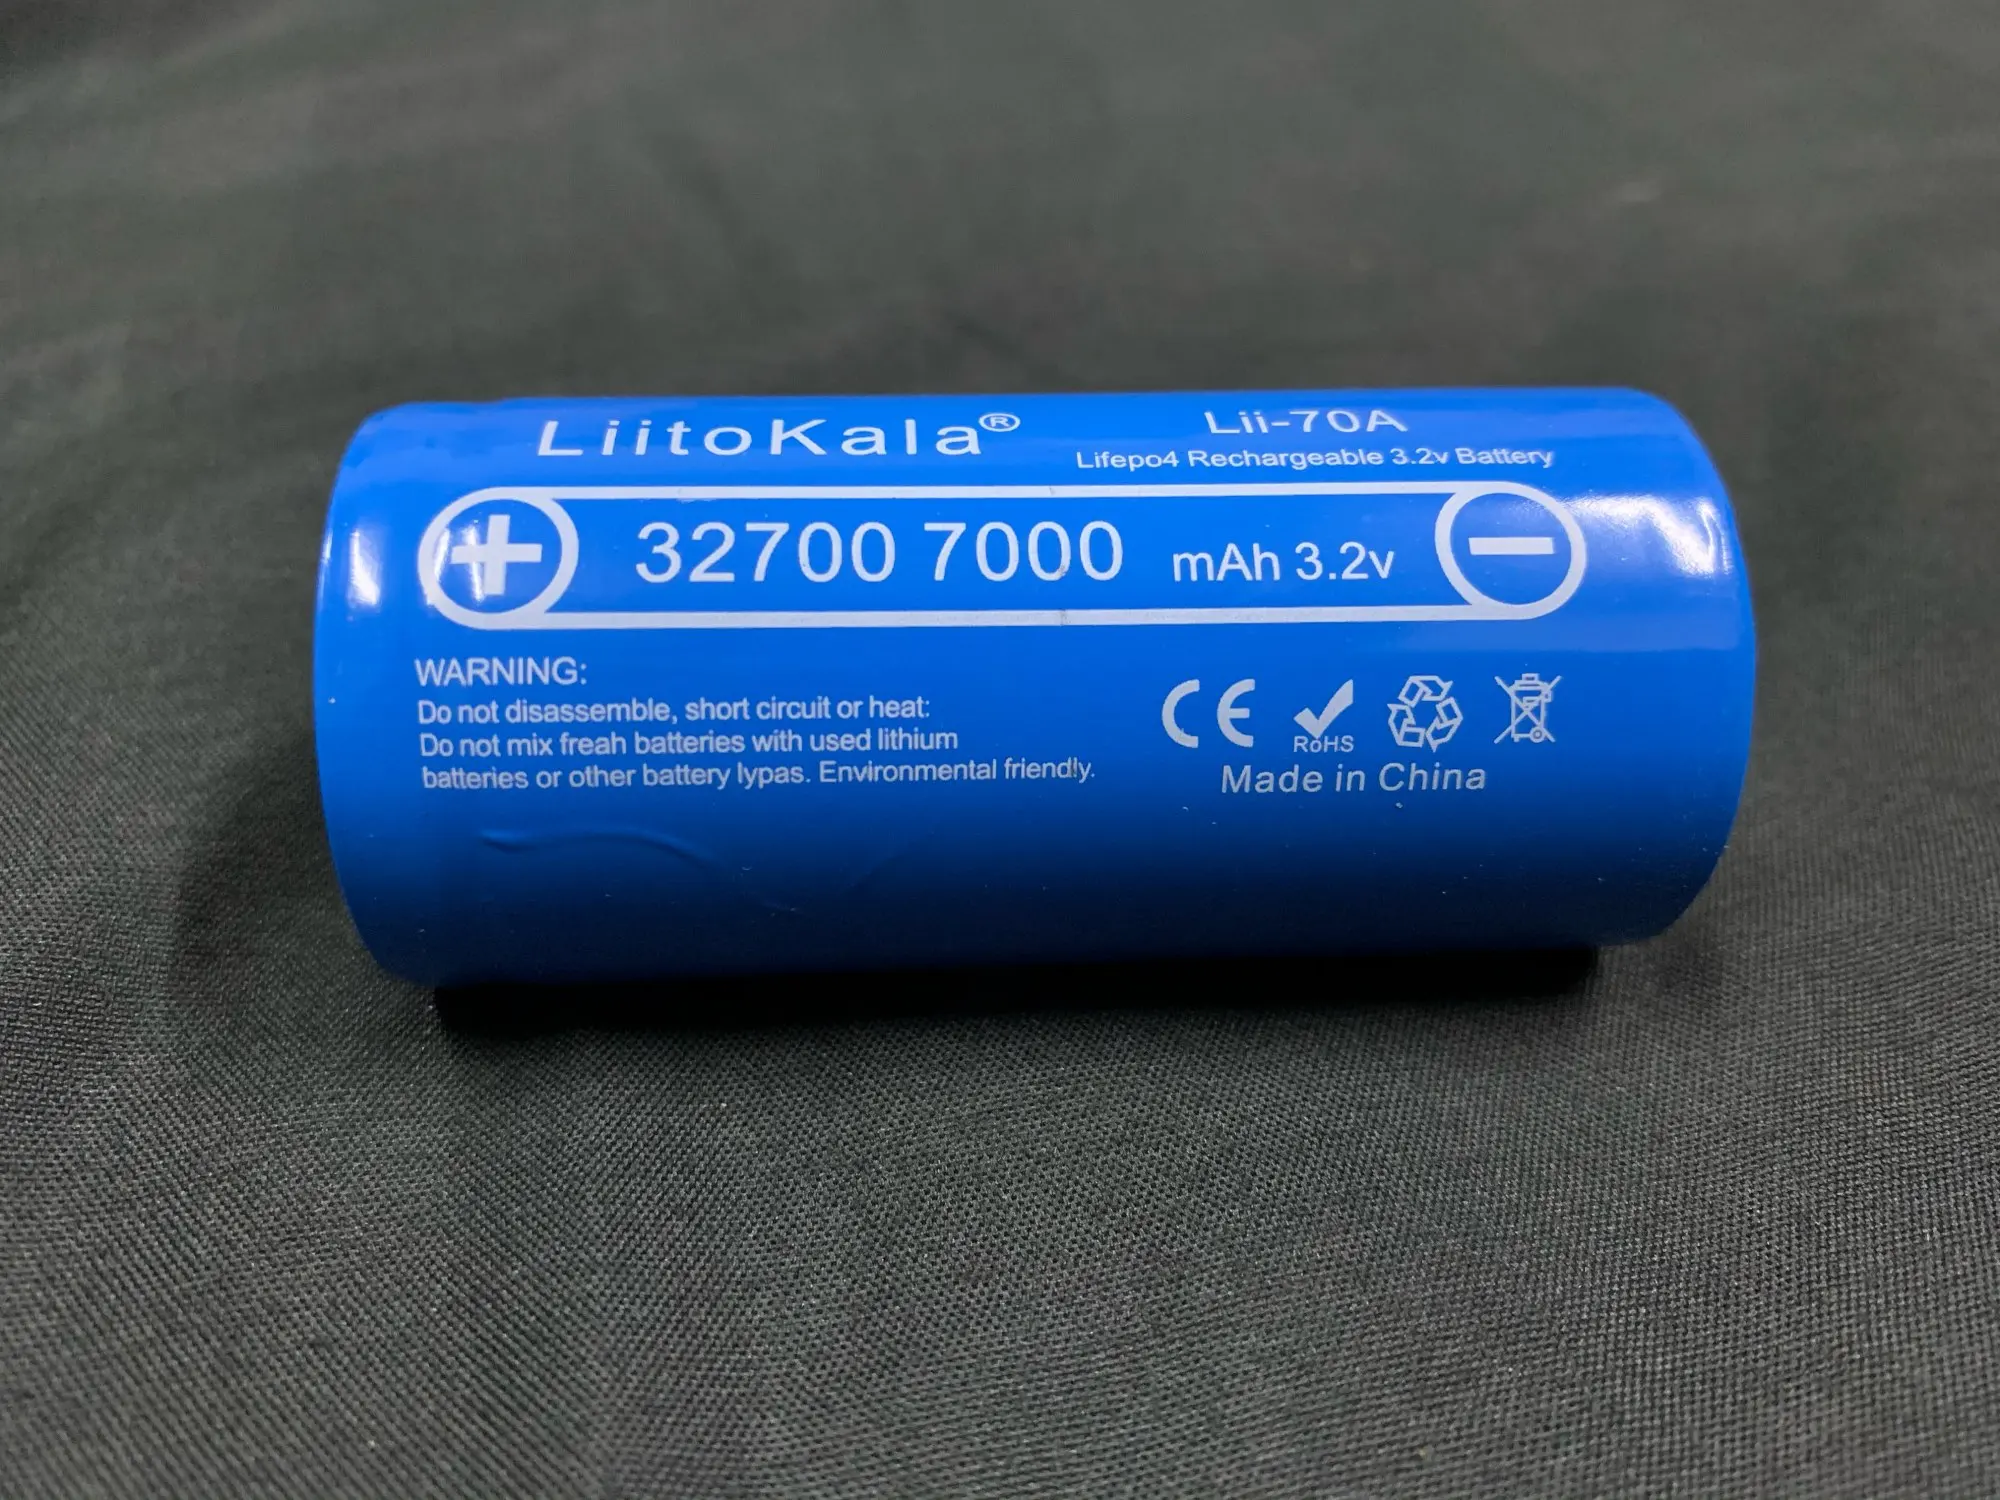 LiitoKala®
Lii-70A
Lifepo4 Rechargeable 3.2v Battery
+ 32700 7000 mAh 3.2v −
WARNING:
Do not disassemble, short circuit or heat:
Do not mix freah batteries with used lithium
batteries or other battery lypas. Environmental friendly.
CE
RoHS
Made in China